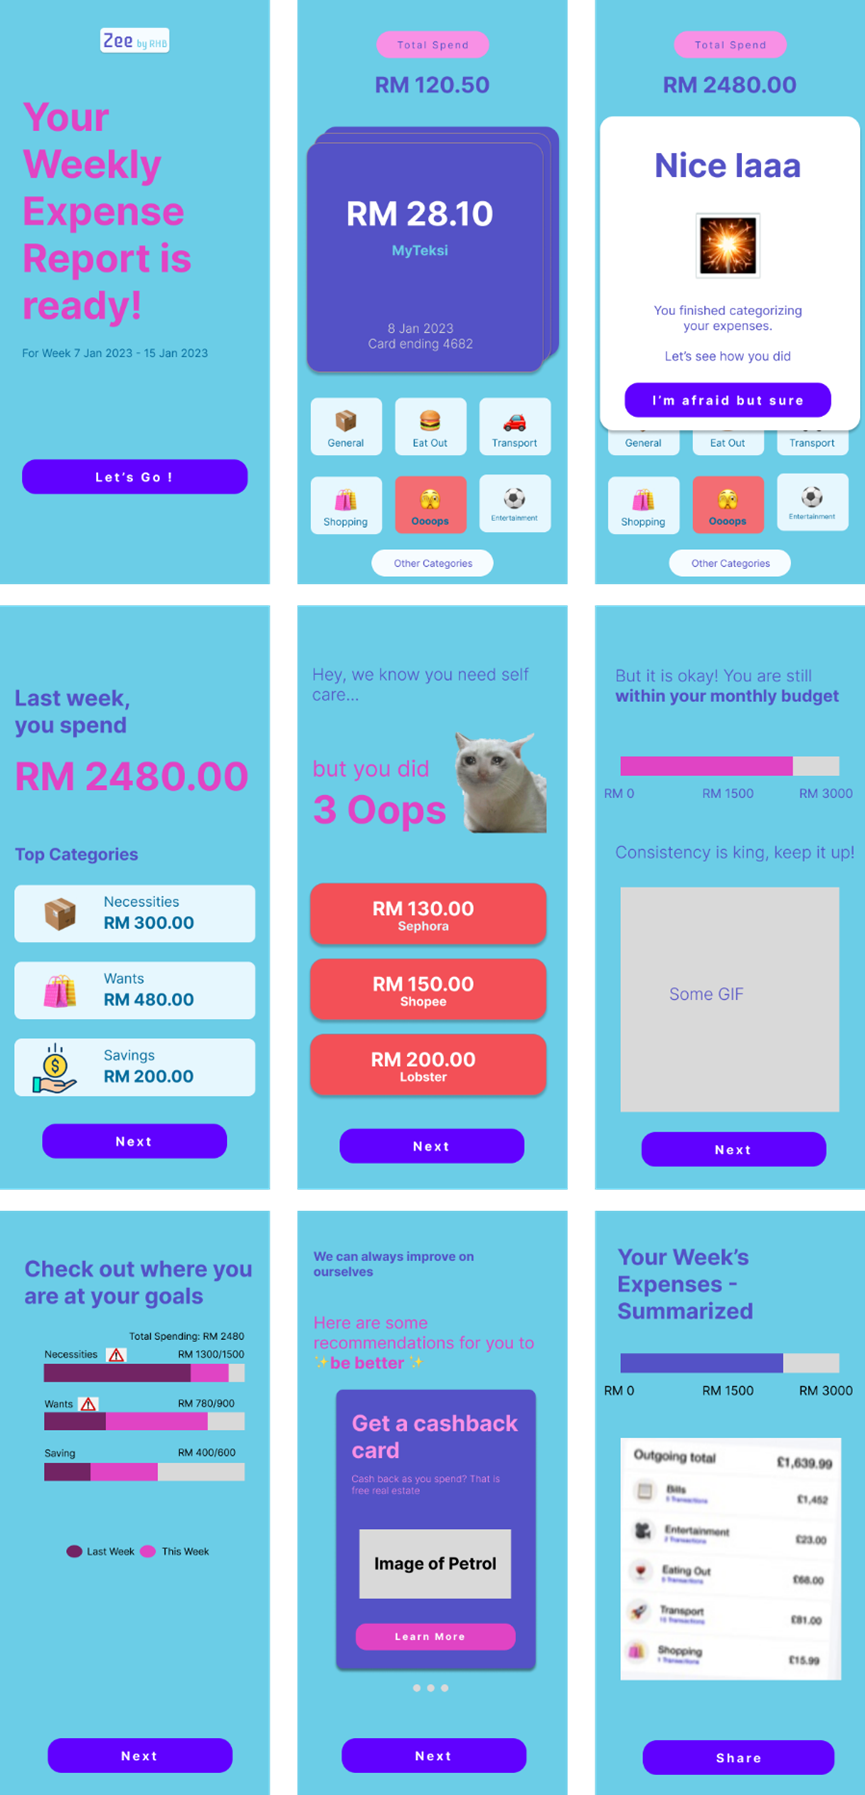 Zee by RHB
Your
Weekly
Expense
Report is
ready!
For Week 7 Jan 2023 - 15 Jan 2023
Let's Go !
Total Spend
RM 120.50
RM 28.10
MyTeksi
8 Jan 2023
Card ending 4682
General
Eat Out
Transport
Shopping
Oooops
Entertainment
Other Categories
Total Spend
RM 2480.00
Nice laaa
You finished categorizing
your expenses.
Let's see how you did
I'm afraid but sure
General
Eat Out
Transport
Shopping
Oooops
Entertainment
Other Categories
Last week,
you spend
RM 2480.00
Top Categories
Necessities
RM 300.00
Wants
RM 480.00
Savings
RM 200.00
Next
Hey, we know you need self
care...
but you did
3 Oops
RM 130.00
Sephora
RM 150.00
Shopee
RM 200.00
Lobster
Next
But it is okay! You are still
within your monthly budget
RM 0 RM 1500 RM 3000
Consistency is king, keep it up!
Some GIF
Next
Check out where you
are at your goals
Total Spending: RM 2480
Necessities RM 1300/1500
Wants RM 780/900
Saving RM 400/600
Last Week This Week
Next
We can always improve on
ourselves
Here are some
recommendations for you to
✨be better ✨
Get a cashback
card
Cash back as you spend? That is
free real estate
Image of Petrol
Learn More
Next
Your Week's
Expenses -
Summarized
RM 0 RM 1500 RM 3000
Outgoing total £1,639.99
Bills £1,452
5 Transactions
Entertainment £23.00
2 Transactions
Eating Out £68.00
Transactions
Transport £81.00
Transactions
Shopping £15.99
1 Transactions
Share